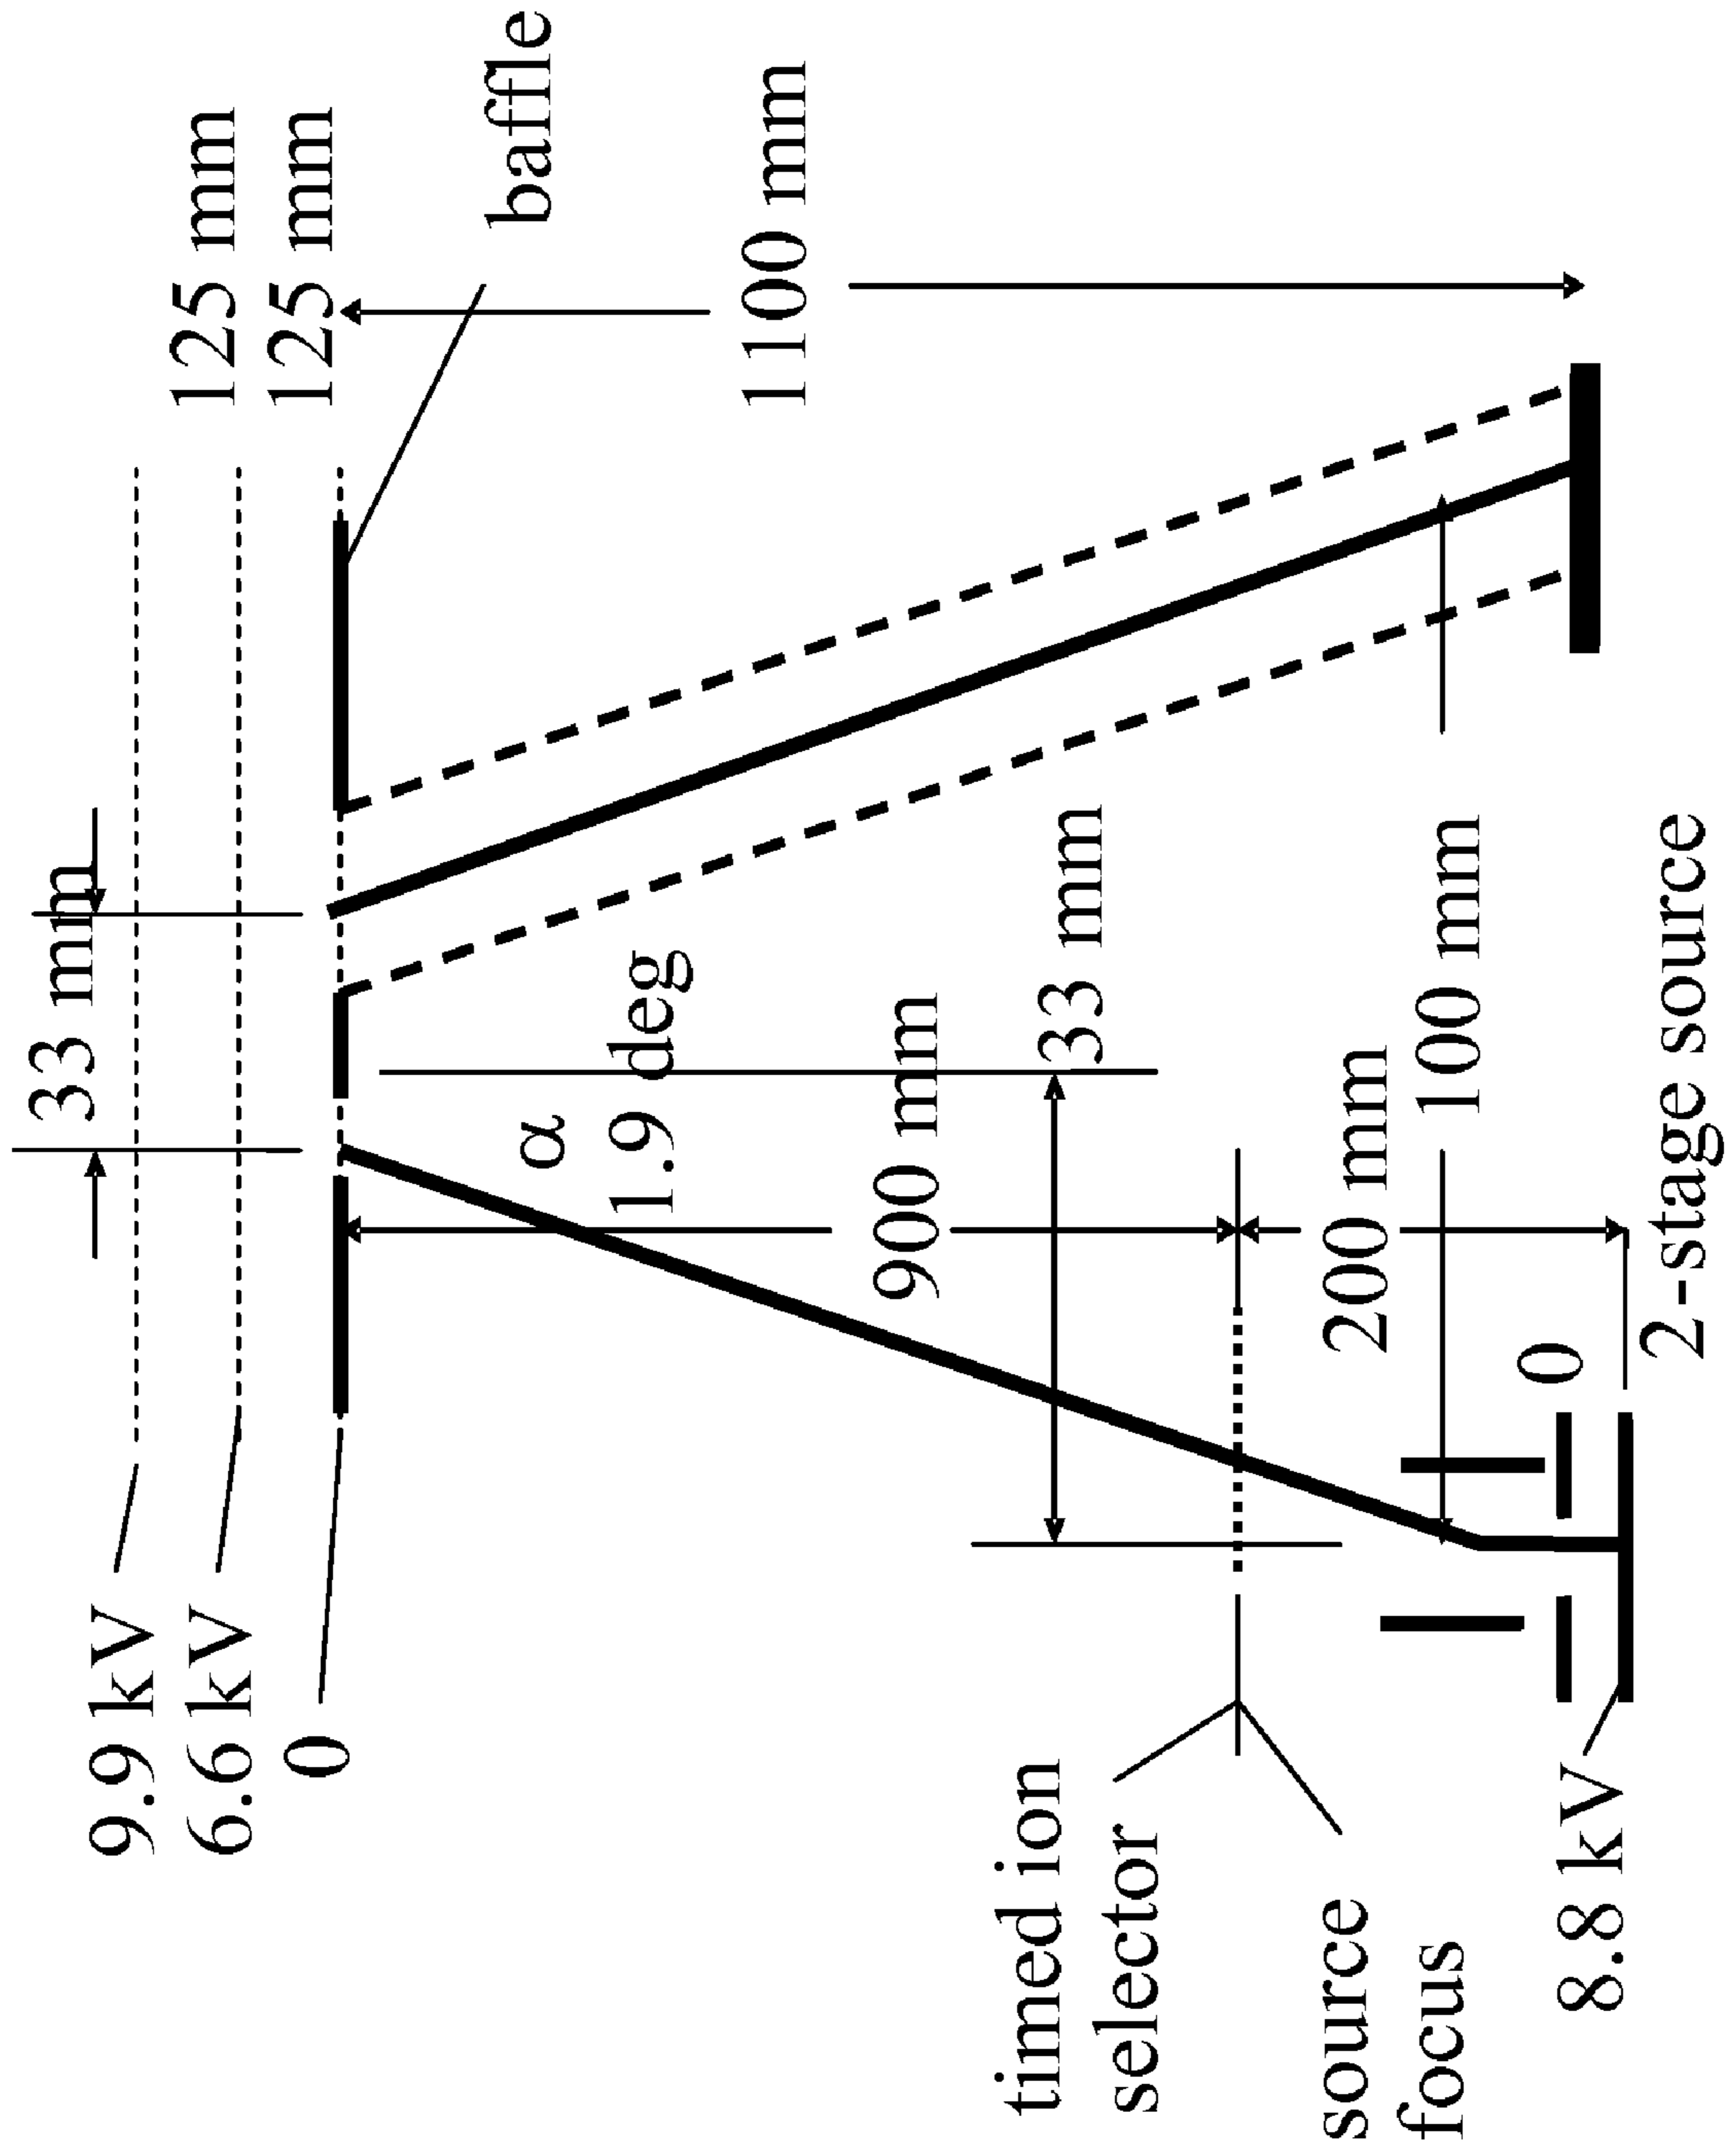 9.9 kV
6.6 kV
0
33 mm
125 mm
125 mm
baffle
α
1.9 deg
1100 mm
900 mm
33 mm
timed ion
selector
source
focus
200 mm
100 mm
0
8.8 kV
2-stage source